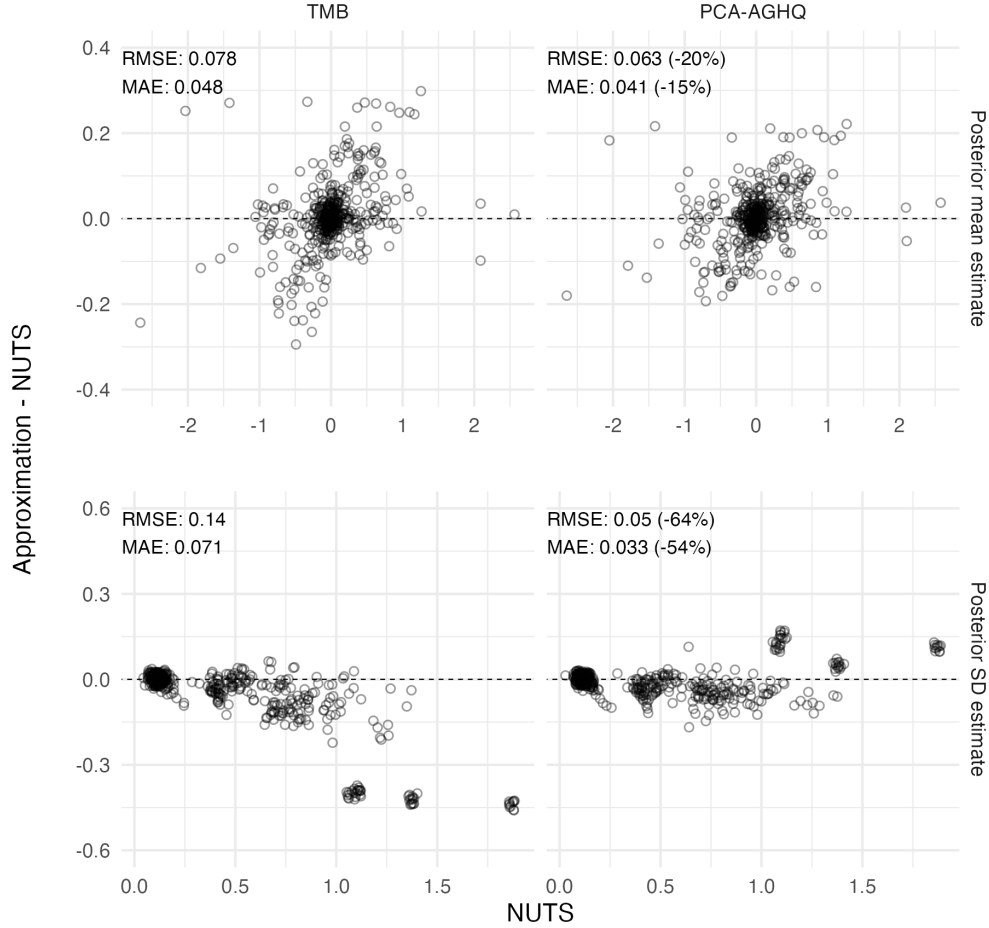 TMB
PCA-AGHQ
RMSE: 0.078
MAE: 0.048
RMSE: 0.063 (-20%)
MAE: 0.041 (-15%)
0.4
0.2
0.0
-0.2
-0.4
-2
-1
0
1
2
-2
-1
0
1
2
Posterior mean estimate
Approximation - NUTS
RMSE: 0.14
MAE: 0.071
RMSE: 0.05 (-64%)
MAE: 0.033 (-54%)
0.6
0.3
0.0
-0.3
-0.6
0.0
0.5
1.0
1.5
0.0
0.5
1.0
1.5
Posterior SD estimate
NUTS